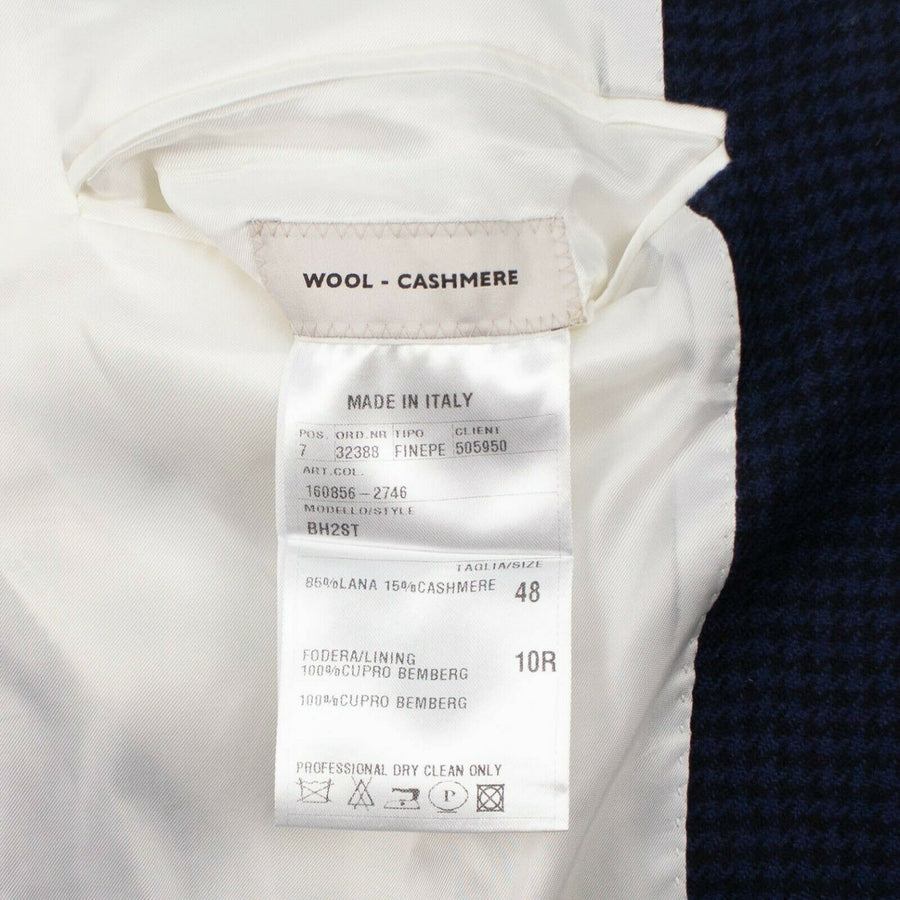 WOOL - CASHMERE
MADE IN ITALY
POS. ORD.NR TIPO CLIENT
7 32388 FINEPE 505950
ART.COL.
160856-2746
MODELLO/STYLE
BH2ST
TAGLIA/SIZE
85%LANA 15%CASHMERE 48
FODERA/LINING 10R
100%CUPRO BEMBERG
100%CUPRO BEMBERG
PROFESSIONAL DRY CLEAN ONLY
P